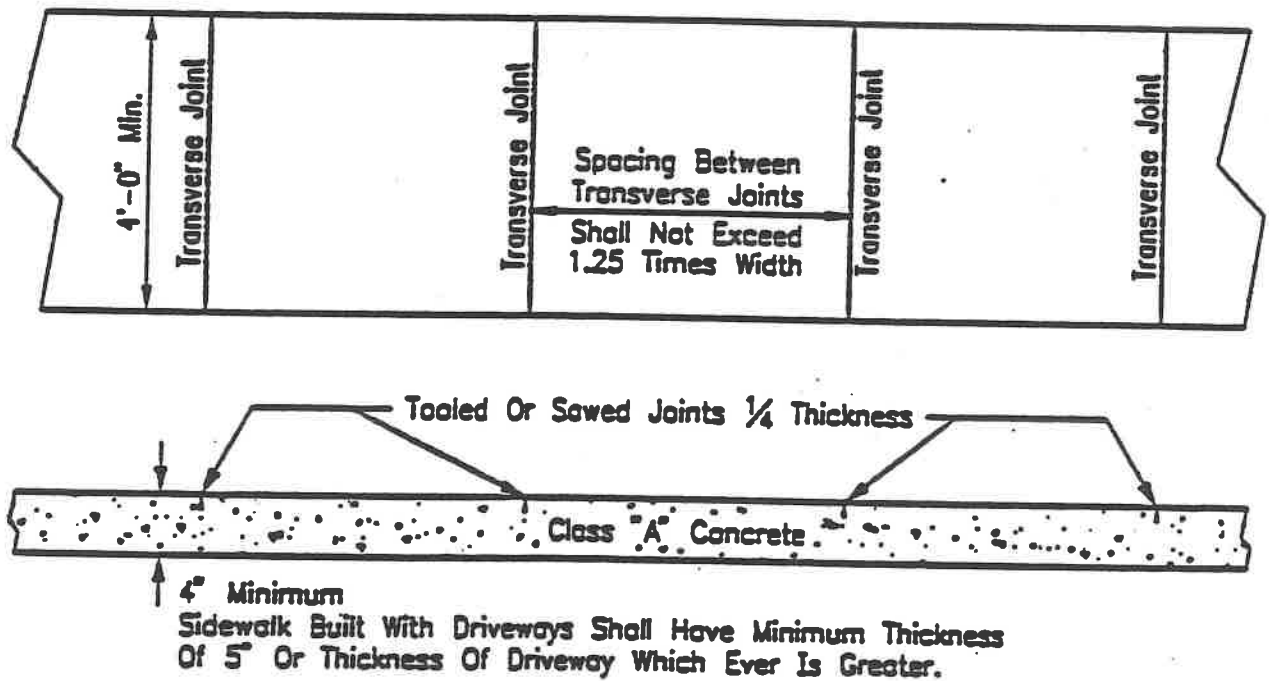 4'-0" Min.
Transverse Joint
Transverse Joint
Spacing Between
Transverse Joints
Shall Not Exceed
1.25 Times Width
Transverse Joint
Transverse Joint
Tooled Or Sawed Joints ¼ Thickness
Class "A" Concrete
4" Minimum
Sidewalk Built With Driveways Shall Have Minimum Thickness
Of 5" Or Thickness Of Driveway Which Ever Is Greater.